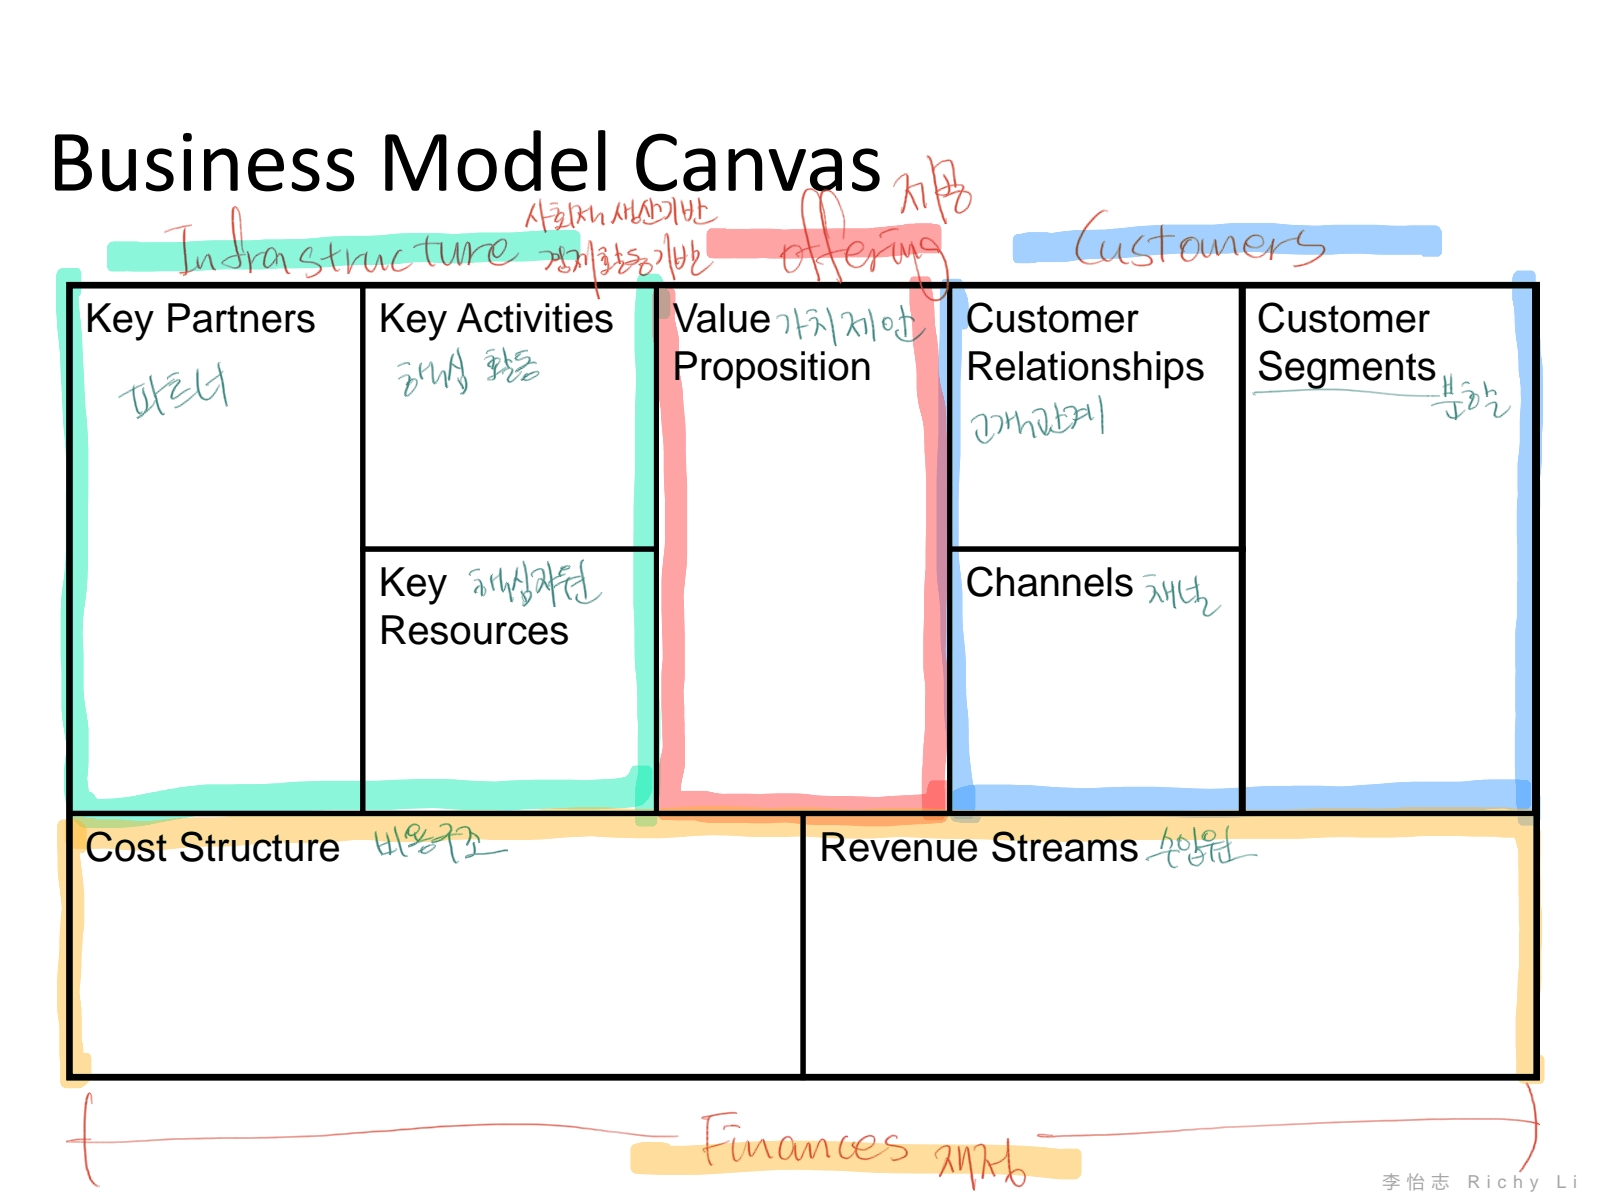 Business Model Canvas
Infrastructure
사회적 생산기반
경제활동기반
offering
제공
Customers
Key Partners
파트너
Key Activities
핵심 활동
Key 핵심자원
Resources
Value 가치제안
Proposition
Customer
Relationships
고객관계
Channels 채널
Customer
Segments
분할
Cost Structure 비용구조
Revenue Streams 수입원
Finances 재정
李怡志 Richy Li